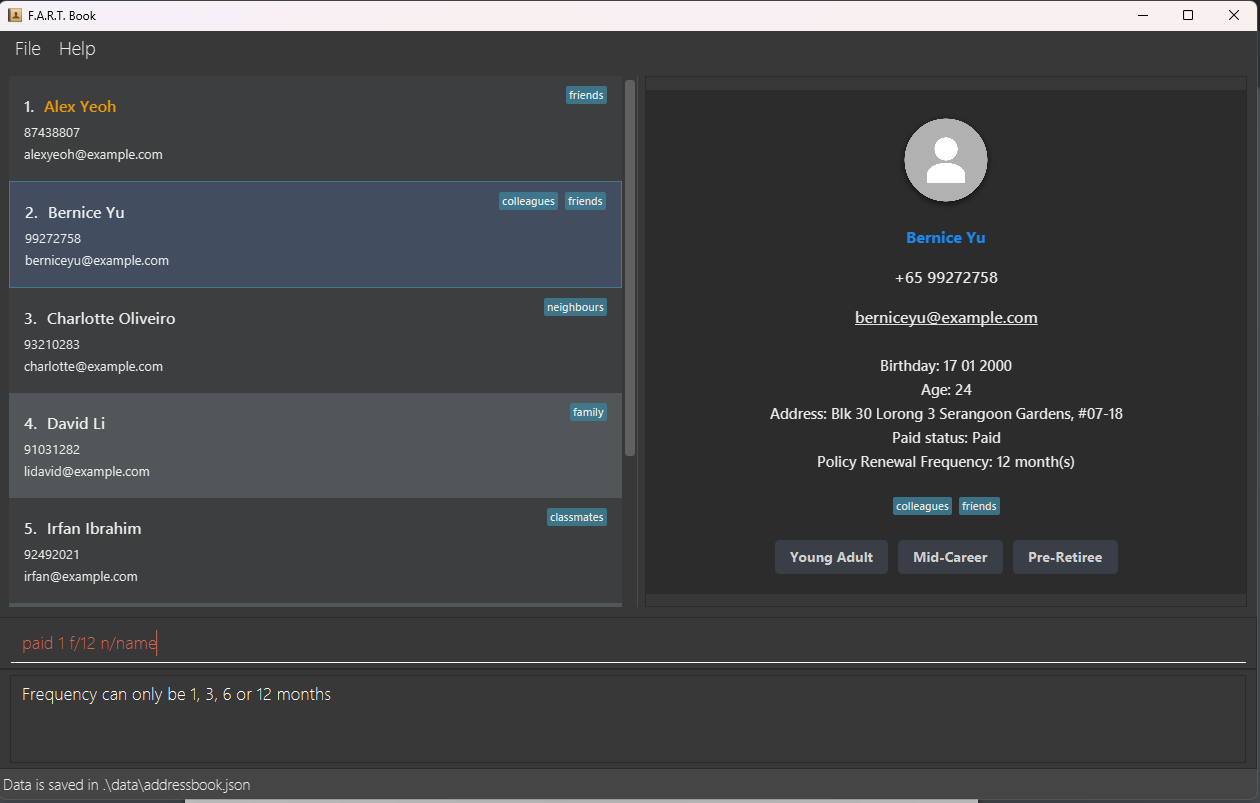 F.A.R.T. Book
File Help
1. Alex Yeoh
friends
87438807
alexyeoh@example.com
2. Bernice Yu
colleagues friends
99272758
berniceyu@example.com
3. Charlotte Oliveiro
neighbours
93210283
charlotte@example.com
4. David Li
family
91031282
lidavid@example.com
5. Irfan Ibrahim
classmates
92492021
irfan@example.com
Bernice Yu
+65 99272758
berniceyu@example.com
Birthday: 17 01 2000
Age: 24
Address: Blk 30 Lorong 3 Serangoon Gardens, #07-18
Paid status: Paid
Policy Renewal Frequency: 12 month(s)
colleagues friends
Young Adult Mid-Career Pre-Retiree
paid 1 f/12 n/name
Frequency can only be 1, 3, 6 or 12 months
Data is saved in .\data\addressbook.json